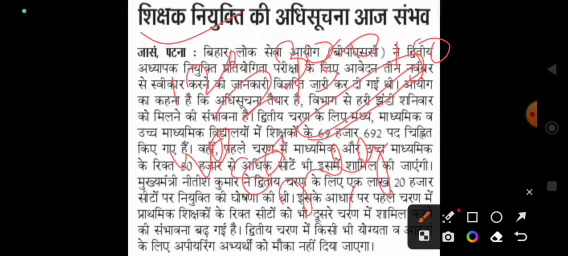 शिक्षक नियुक्ति की अधिसूचना आज संभव
जासं, पटना : बिहार लोक सेवा आयोग (बीपीएससी) ने द्वितीय
अध्यापक नियुक्ति प्रतियोगिता परीक्षा के लिए आवेदन तीन नवंबर
से स्वीकार करने की जानकारी विज्ञप्ति जारी कर दी गई थी। आयोग
का कहना है कि अधिसूचना तैयार है, विभाग से हरी झंडी शनिवार
को मिलने की संभावना है। द्वितीय चरण के लिए मध्य, माध्यमिक व
उच्च माध्यमिक विद्यालयों में शिक्षकों के 69 हजार 692 पद चिह्नित
किए गए हैं। वहीं, पहले चरण में माध्यमिक और उच्च माध्यमिक
के रिक्त 50 हजार से अधिक सीटें भी इसमें शामिल की जाएंगी।
मुख्यमंत्री नीतीश कुमार ने द्वितीय चरण के लिए एक लाख 20 हजार
सीटों पर नियुक्ति की घोषणा की थी। इसके आधार पर पहले चरण में
प्राथमिक शिक्षकों के रिक्त सीटों को भी दूसरे चरण में शामिल
की संभावना बढ़ गई है। द्वितीय चरण में किसी भी योग्यता व
के लिए अपीयरिंग अभ्यर्थी को मौका नहीं दिया जाएगा।